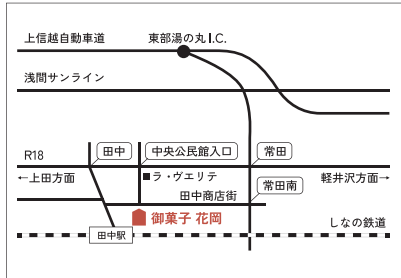 上信越自動車道
東部湯の丸 I.C.
浅間サンライン
R18
田中
中央公民館入口
常田
←上田方面
■ラ・ヴェリテ
軽井沢方面→
田中商店街
常田南
御菓子 花岡
しなの鉄道
田中駅